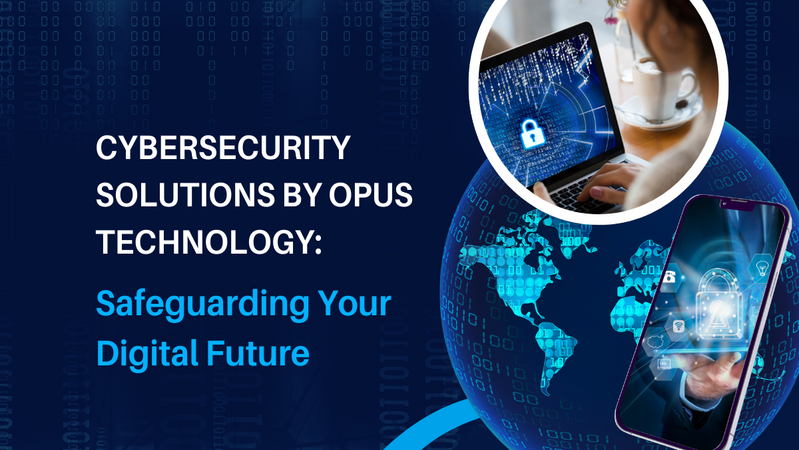 CYBERSECURITY
SOLUTIONS BY OPUS
TECHNOLOGY:
Safeguarding Your
Digital Future